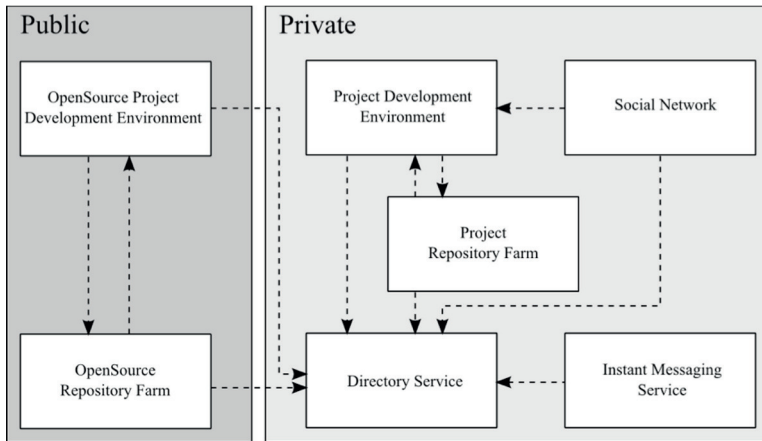 Public
OpenSource Project
Development Environment
OpenSource
Repository Farm
Private
Project Development
Environment
Social Network
Project
Repository Farm
Directory Service
Instant Messaging
Service